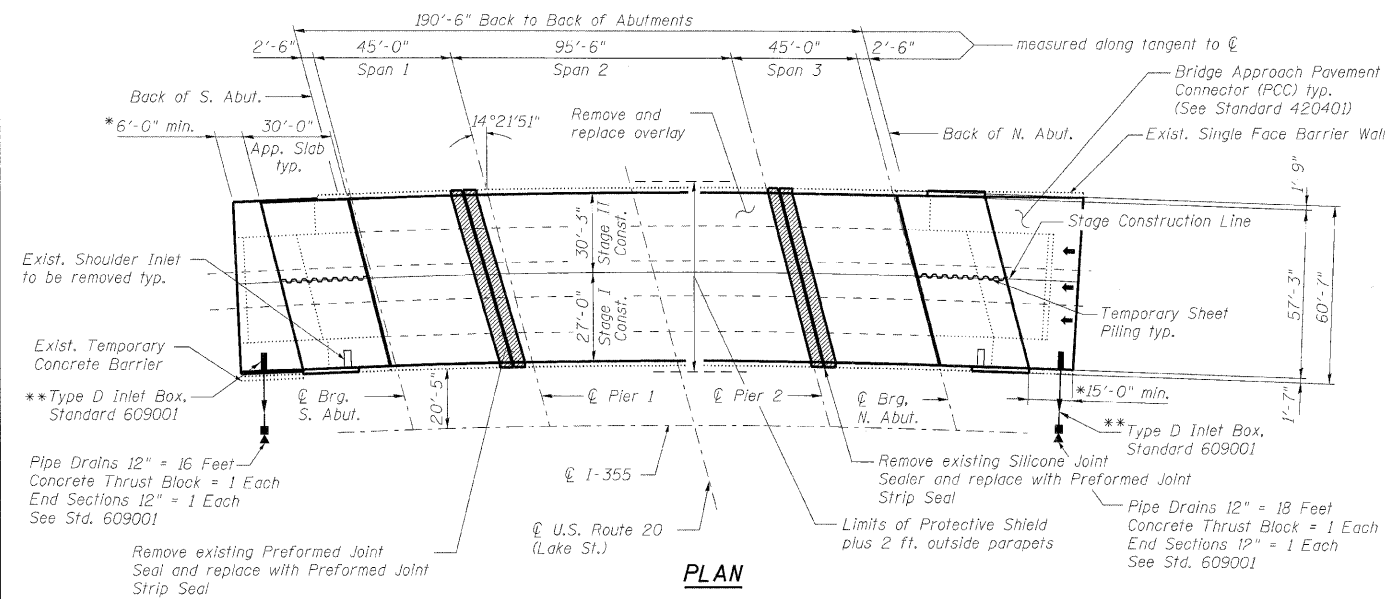 190'-6" Back to Back of Abutments
2'-6"
45'-0"
95'-6"
45'-0"
2'-6"
measured along tangent to ℄
Span 1
Span 2
Span 3
Back of S. Abut.
*6'-0" min.
30'-0"
App. Slab
typ.
14°21'51"
Remove and
replace overlay
Back of N. Abut.
Bridge Approach Pavement
Connector (PCC) typ.
(See Standard 420401)
Exist. Single Face Barrier Wall
1' 9"
Stage Construction Line
30'-3"
Stage II
Const.
27'-0"
Stage I
Const.
57'-3"
60'-7"
1'-7"
Exist. Shoulder Inlet
to be removed typ.
Temporary Sheet
Piling typ.
Exist. Temporary
Concrete Barrier
**Type D Inlet Box,
Standard 609001
℄ Brg.
S. Abut.
20'-5"
℄ Pier 1
℄ Pier 2
℄ Brg,
N. Abut.
*15'-0" min.
**Type D Inlet Box,
Standard 609001
Pipe Drains 12" = 16 Feet
Concrete Thrust Block = 1 Each
End Sections 12" = 1 Each
See Std. 609001
℄ I-355
℄ U.S. Route 20
(Lake St.)
Remove existing Silicone Joint
Sealer and replace with Preformed Joint
Strip Seal
Limits of Protective Shield
plus 2 ft. outside parapets
Pipe Drains 12" = 18 Feet
Concrete Thrust Block = 1 Each
End Sections 12" = 1 Each
See Std. 609001
Remove existing Preformed Joint
Seal and replace with Preformed Joint
Strip Seal
PLAN